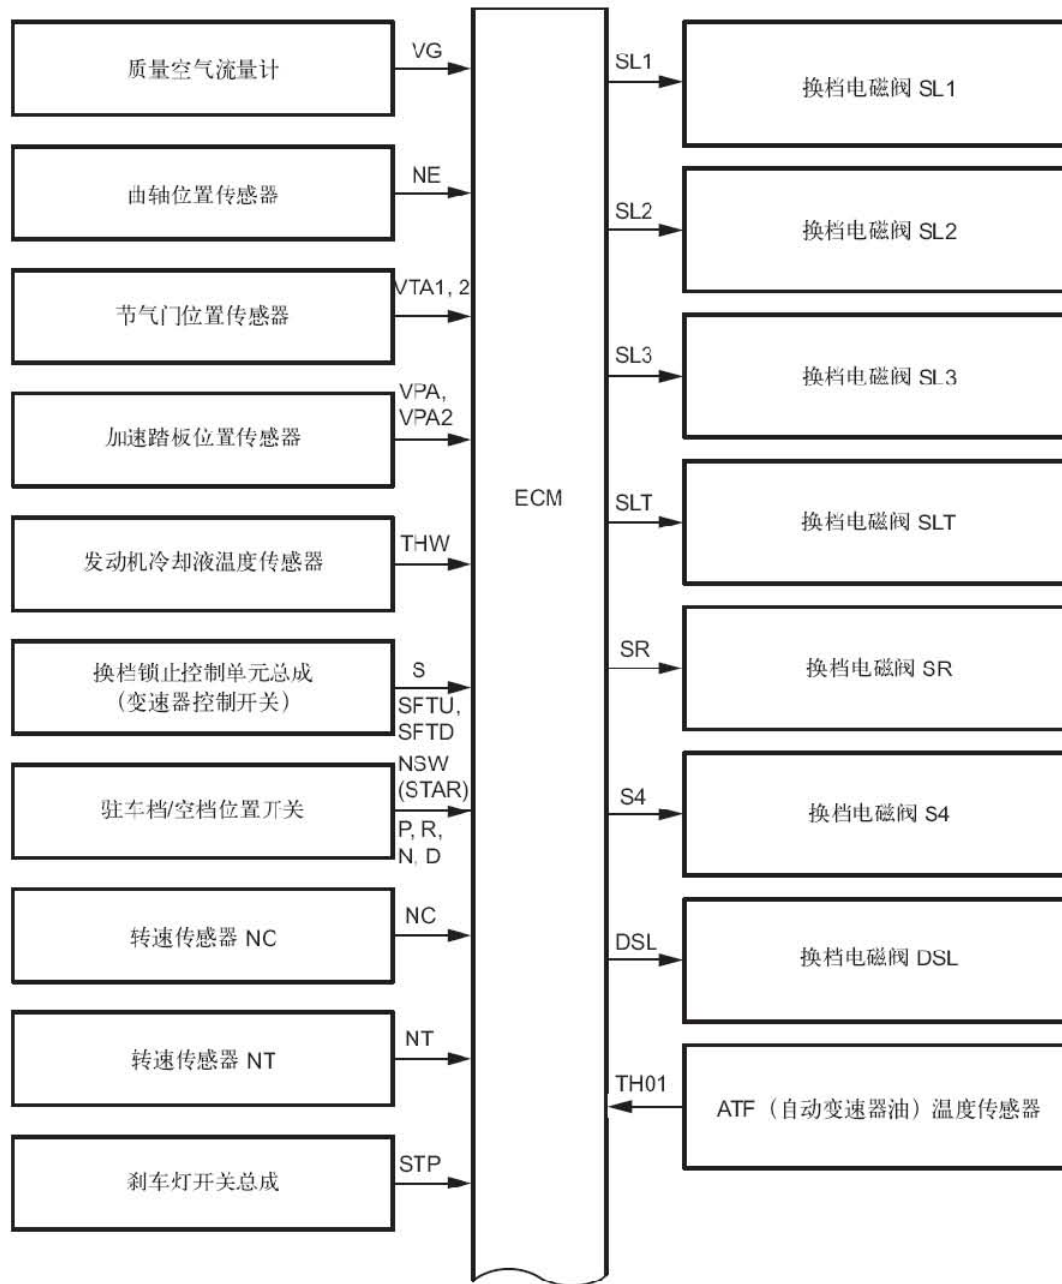 质量空气流量计
VG
曲轴位置传感器
NE
节气门位置传感器
VTA1, 2
加速踏板位置传感器
VPA,
VPA2
发动机冷却液温度传感器
THW
换档锁止控制单元总成
（变速器控制开关）
S
SFTU,
SFTD
驻车档/空档位置开关
NSW
(STAR)
P, R,
N, D
转速传感器 NC
NC
转速传感器 NT
NT
刹车灯开关总成
STP
ECM
SL1
换档电磁阀 SL1
SL2
换档电磁阀 SL2
SL3
换档电磁阀 SL3
SLT
换档电磁阀 SLT
SR
换档电磁阀 SR
S4
换档电磁阀 S4
DSL
换档电磁阀 DSL
TH01
ATF（自动变速器油）温度传感器